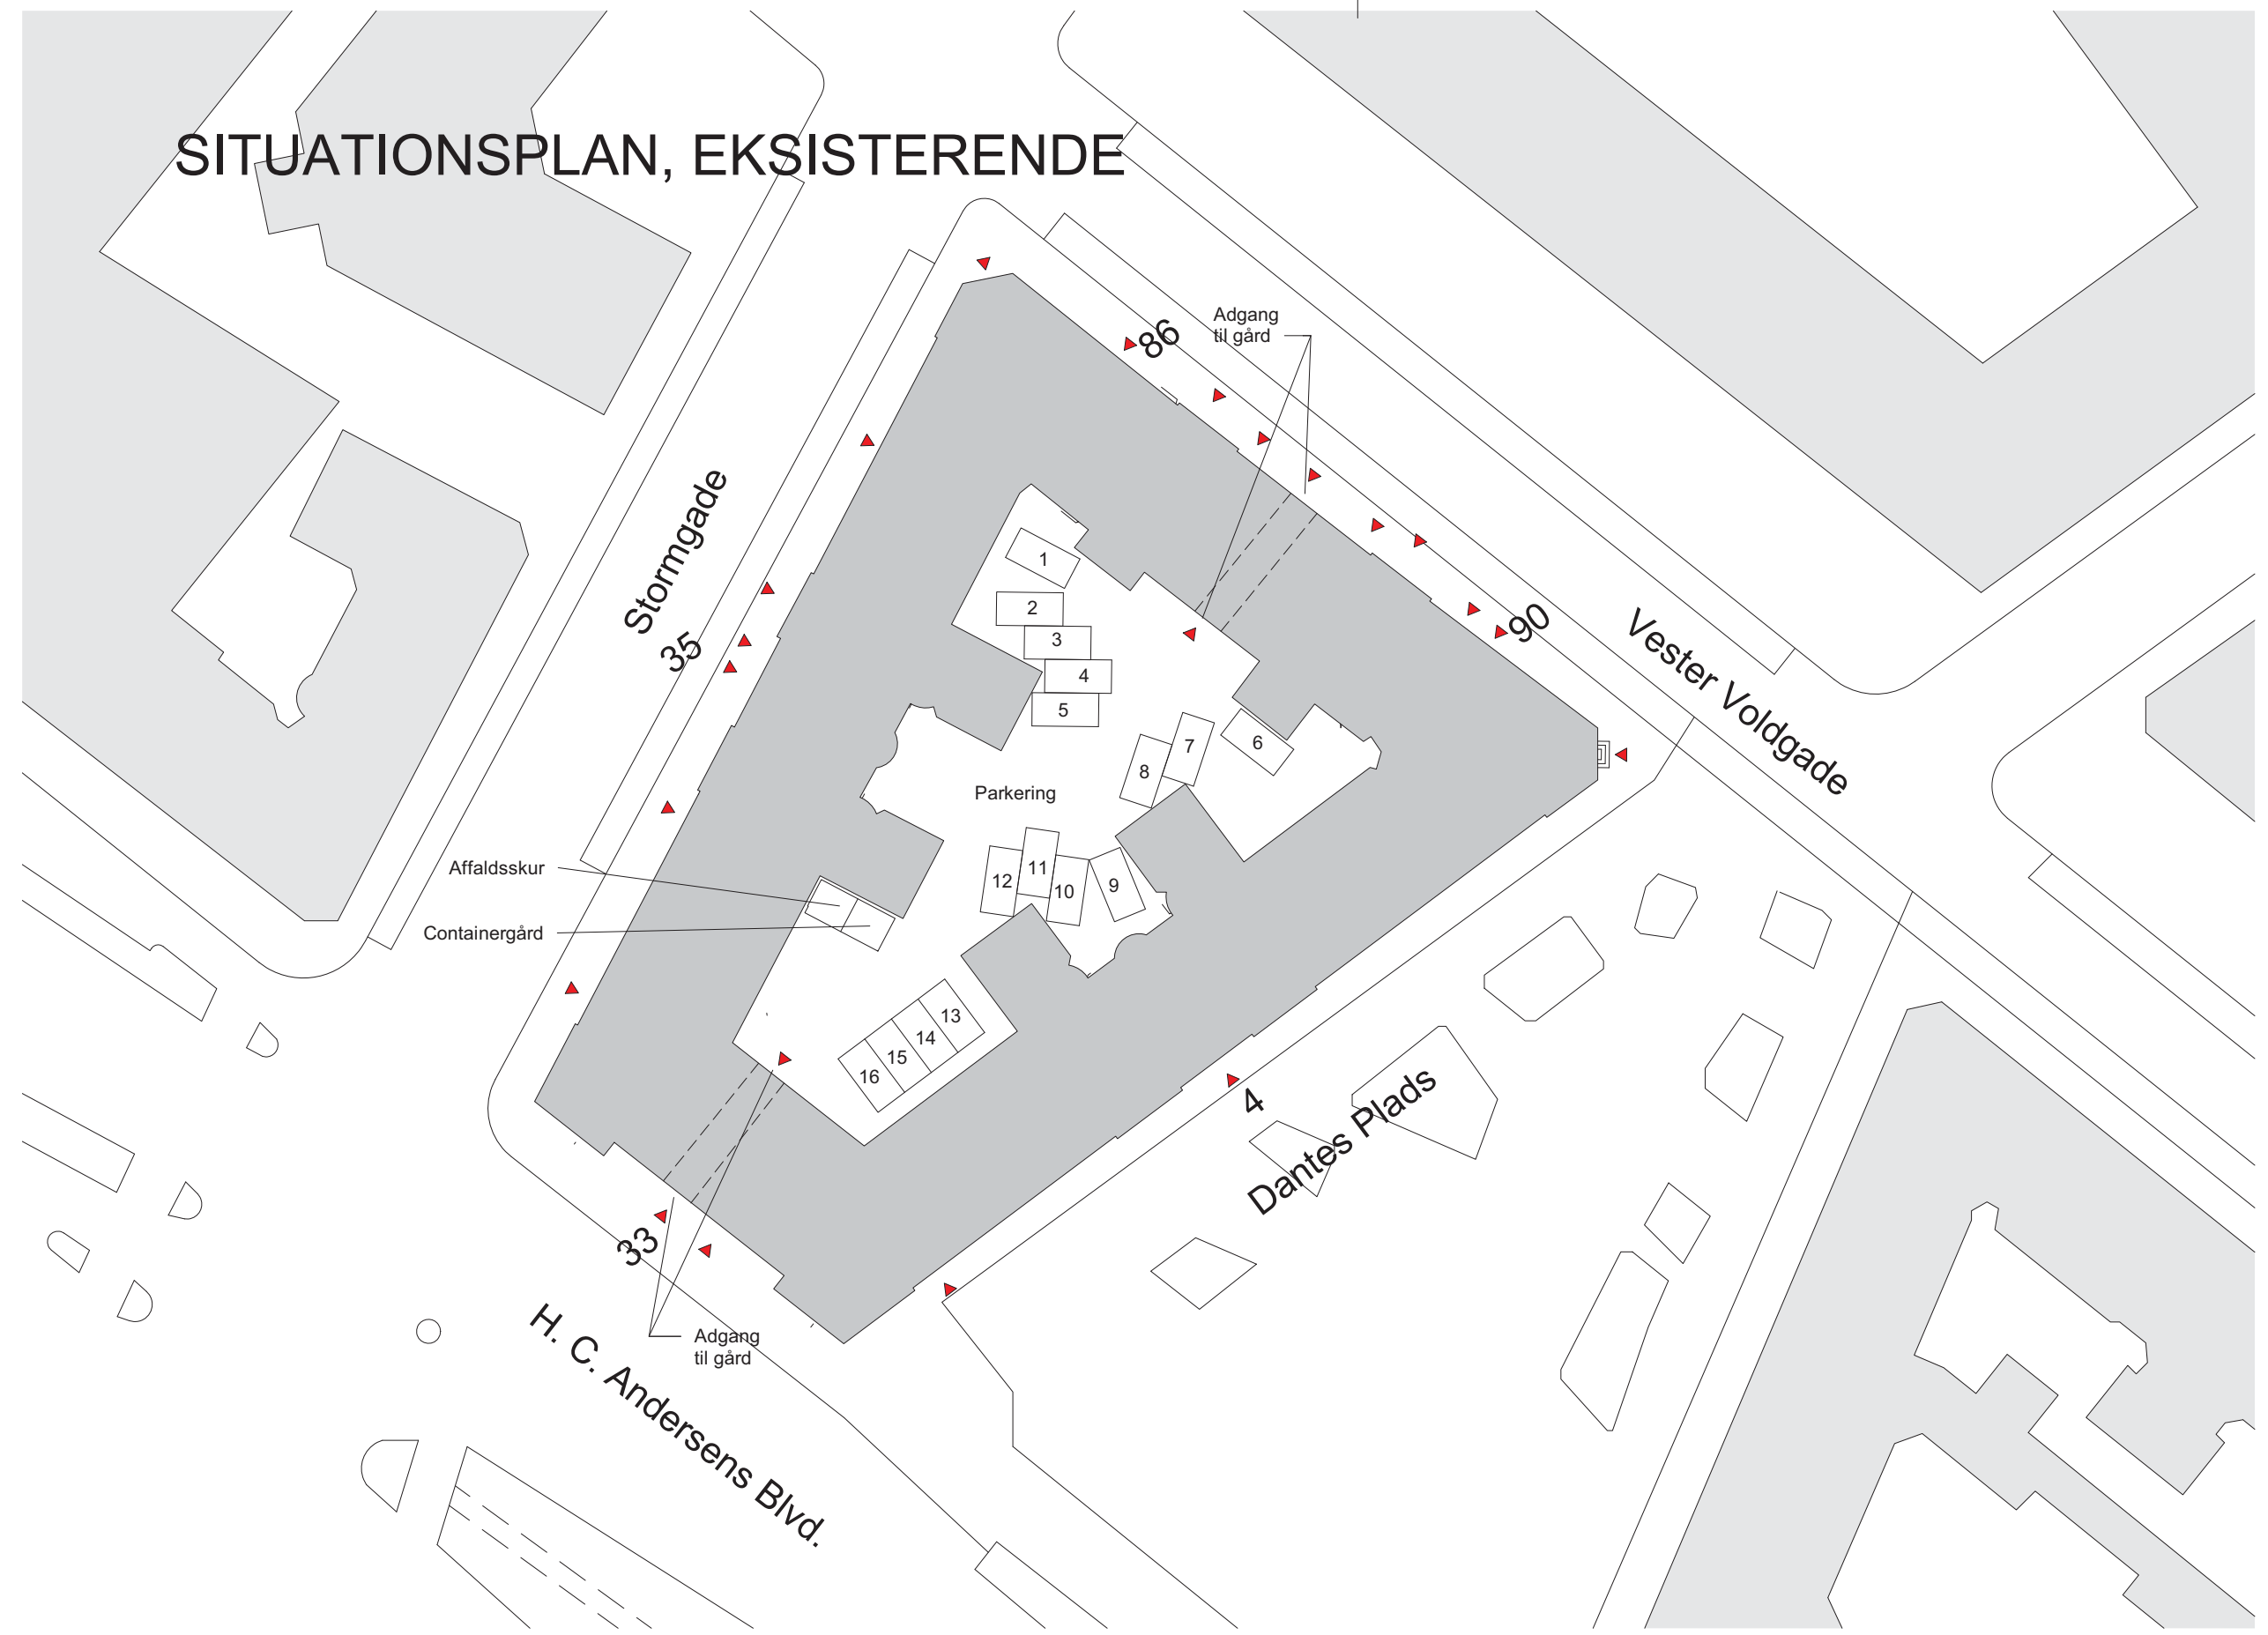 SITUATIONSPLAN, EKSISTERENDE
Adgang
til gård
86
Stormgade
35
90
Vester Voldgade
1
2
3
4
5
6
7
8
Parkering
Affaldsskur
Containergård
12
11
10
9
13
14
15
16
4
Dantes Plads
33
Adgang
til gård
H. C. Andersens Blvd.